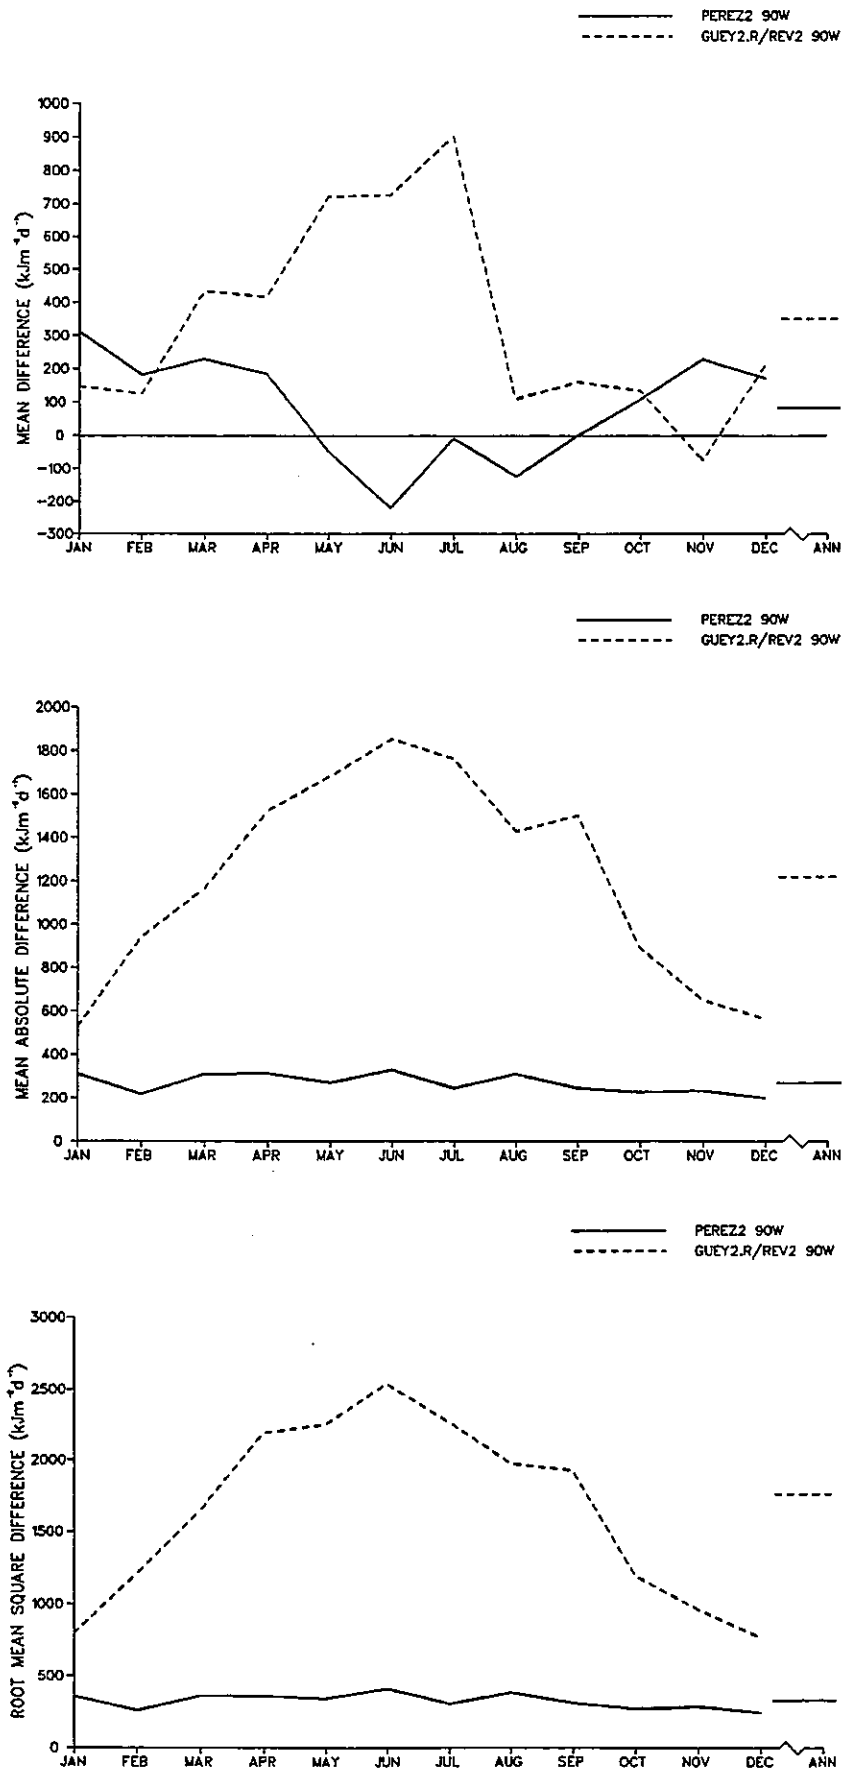 PEREZ2 90W
GUEY2.R/REV2 90W
MEAN DIFFERENCE (kJm⁻²d⁻¹)
1000
900
800
700
600
500
400
300
200
100
0
-100
-200
-300
JAN FEB MAR APR MAY JUN JUL AUG SEP OCT NOV DEC ANN
PEREZ2 90W
GUEY2.R/REV2 90W
MEAN ABSOLUTE DIFFERENCE (kJm⁻²d⁻¹)
2000
1800
1600
1400
1200
1000
800
600
400
200
0
JAN FEB MAR APR MAY JUN JUL AUG SEP OCT NOV DEC ANN
PEREZ2 90W
GUEY2.R/REV2 90W
ROOT MEAN SQUARE DIFFERENCE (kJm⁻²d⁻¹)
3000
2500
2000
1500
1000
500
0
JAN FEB MAR APR MAY JUN JUL AUG SEP OCT NOV DEC ANN